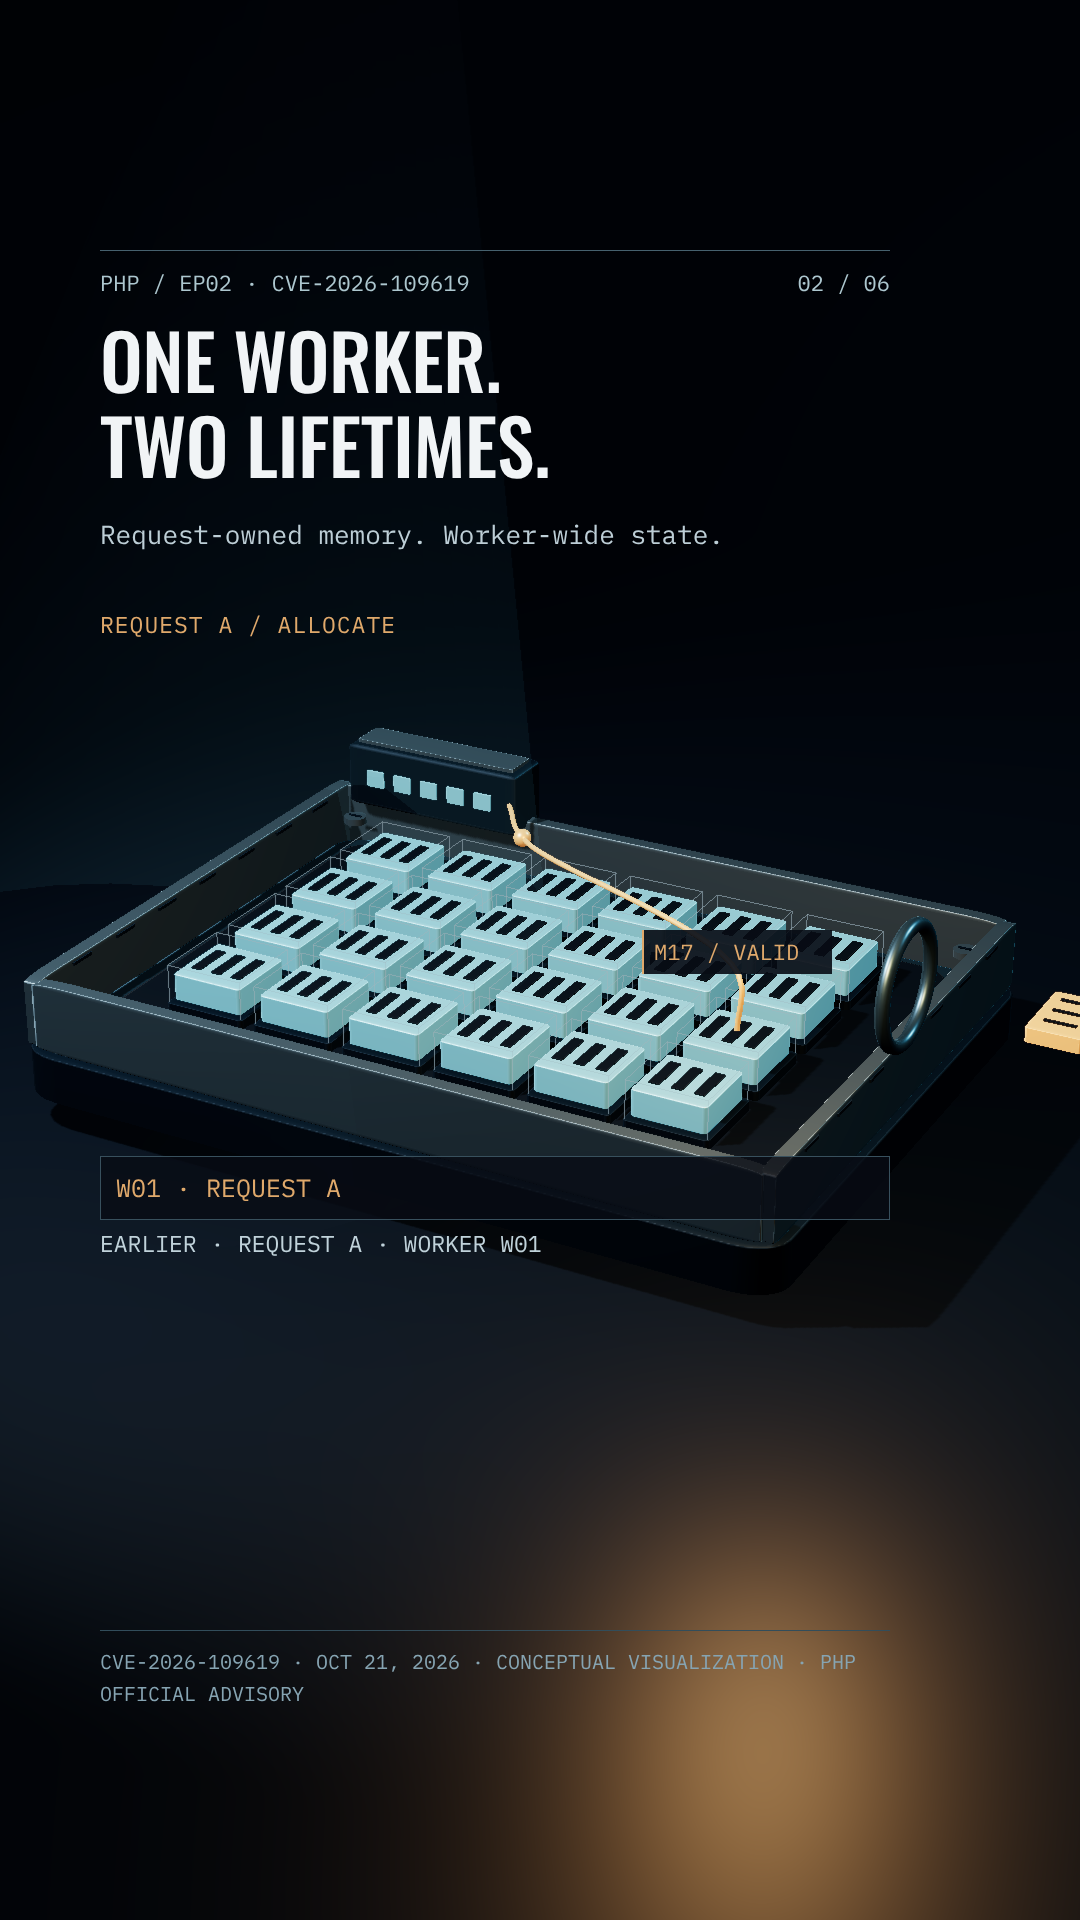 PHP / EP02 · CVE-2026-109619
02 / 06
ONE WORKER.
TWO LIFETIMES.
Request-owned memory. Worker-wide state.
REQUEST A / ALLOCATE
M17 / VALID
W01 · REQUEST A
EARLIER · REQUEST A · WORKER W01
CVE-2026-109619 · OCT 21, 2026 · CONCEPTUAL VISUALIZATION · PHP
OFFICIAL ADVISORY